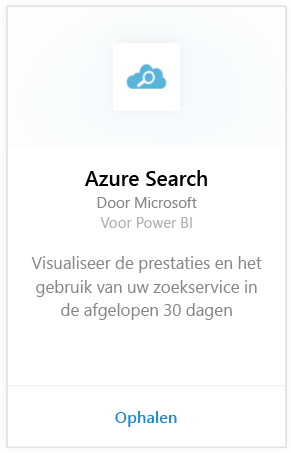 Azure Search
Door Microsoft
Voor Power BI
Visualiseer de prestaties en het
gebruik van uw zoekservice in
de afgelopen 30 dagen
Ophalen